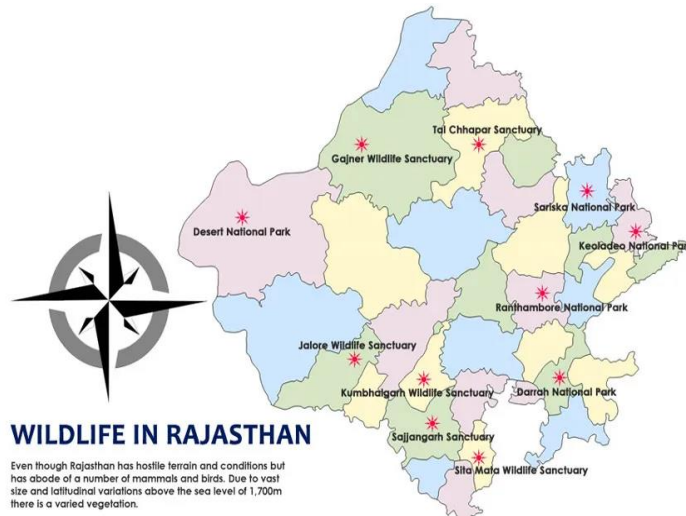 Tal Chhapar Sanctuary
Gajner Wildlife Sanctuary
Sariska National Park
Desert National Park
Keoladeo National Par
Ranthambore National Park
Jalore Wildlife Sanctuary
Kumbhalgarh Wildlife Sanctuary
Darrah National Park
Sajjangarh Sanctuary
Sita Mata Wildlife Sanctuary
WILDLIFE IN RAJASTHAN
Even though Rajasthan has hostile terrain and conditions but
has abode of a number of mammals and birds. Due to vast
size and latitudinal variations above the sea level of 1,700m
there is a varied vegetation.